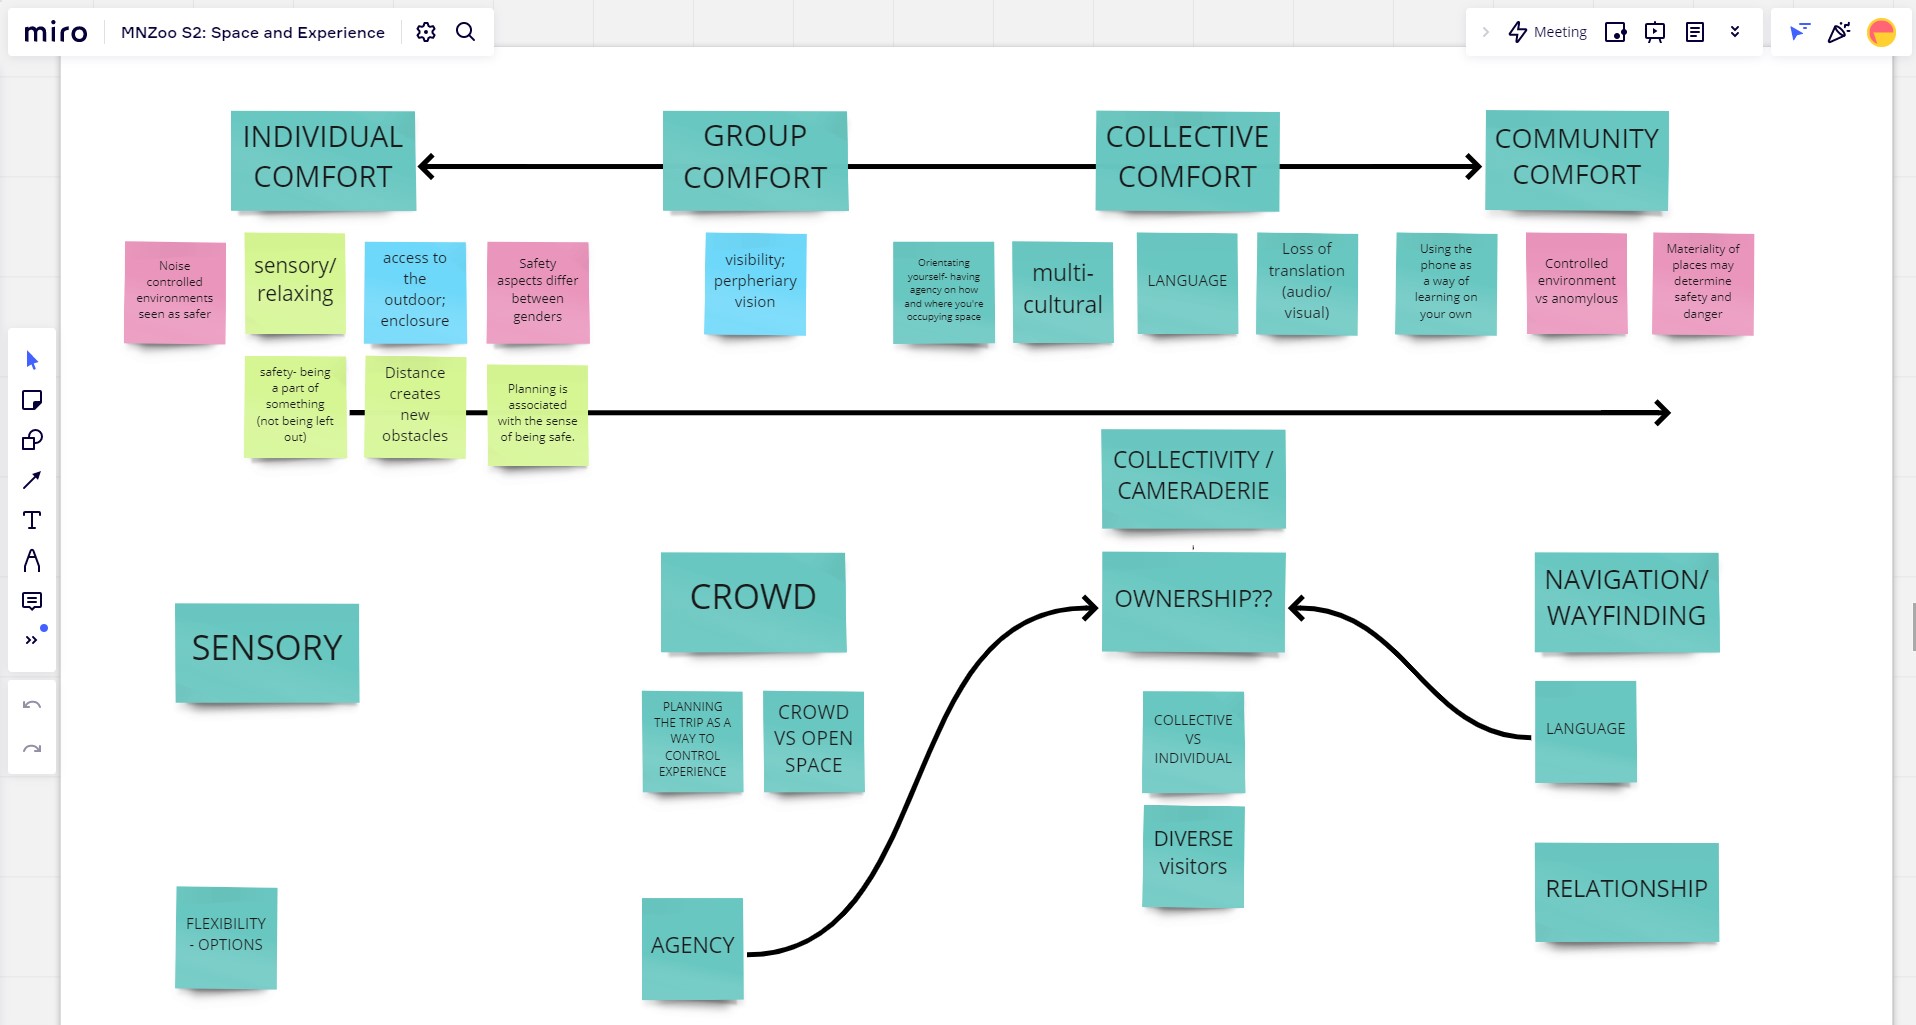 miro
MNZoo S2: Space and Experience
Meeting
INDIVIDUAL
COMFORT
GROUP
COMFORT
COLLECTIVE
COMFORT
COMMUNITY
COMFORT
Noise
controlled
environments
seen as safer
sensory/
relaxing
access to
the
outdoor;
enclosure
Safety
aspects differ
between
genders
visibility;
perpheriary
vision
Orientating
yourself- having
agency on how
and where you're
occupying space
multi-
cultural
LANGUAGE
Loss of
translation
(audio/
visual)
Using the
phone as
a way of
learning on
your own
Controlled
environment
vs anomylous
Materiality of
places may
determine
safety and
danger
safety- being
a part of
something
(not being left
out)
Distance
creates
new
obstacles
Planning is
associated
with the sense
of being safe.
COLLECTIVITY /
CAMERADERIE
SENSORY
CROWD
OWNERSHIP??
NAVIGATION/
WAYFINDING
PLANNING
THE TRIP AS A
WAY TO
CONTROL
EXPERIENCE
CROWD
VS OPEN
SPACE
COLLECTIVE
VS
INDIVIDUAL
LANGUAGE
DIVERSE
visitors
RELATIONSHIP
FLEXIBILITY
- OPTIONS
AGENCY